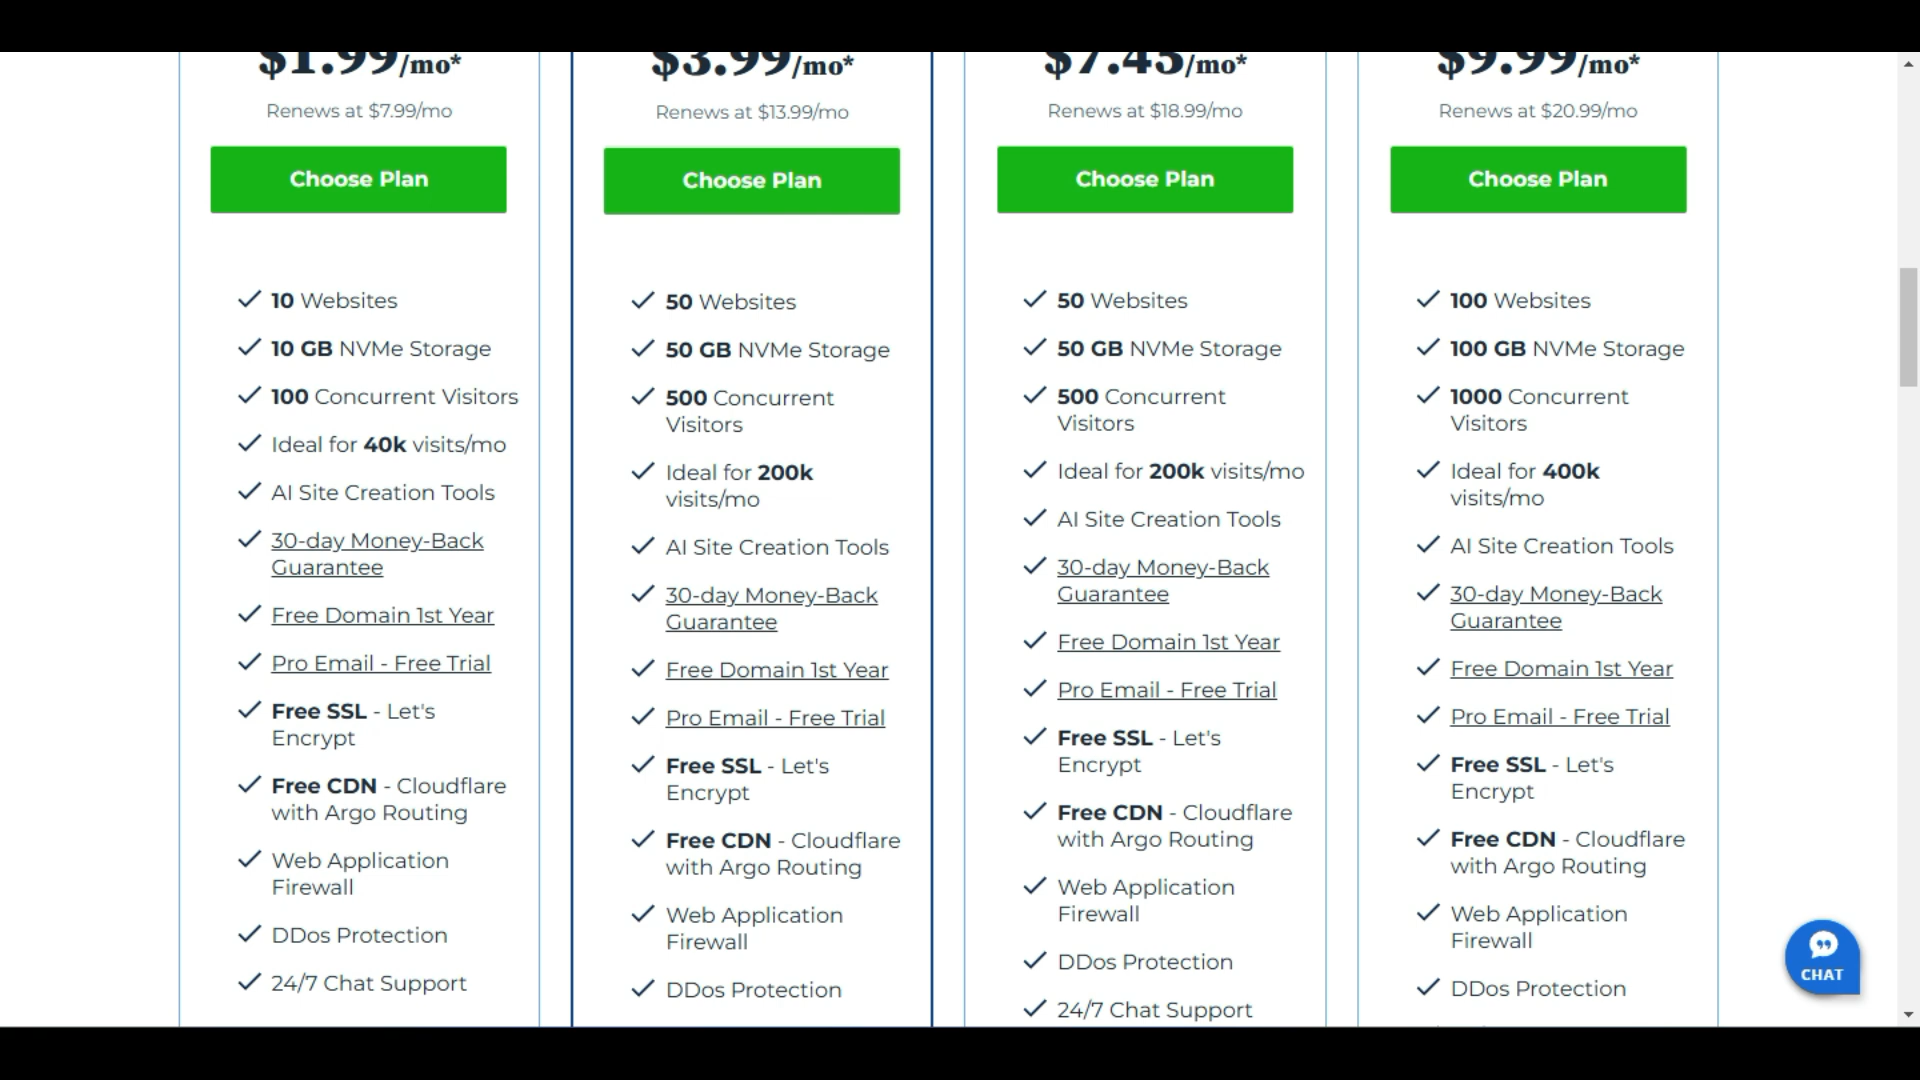 $1.99/mo*
Renews at $7.99/mo
Choose Plan
10 Websites
10 GB NVMe Storage
100 Concurrent Visitors
Ideal for 40k visits/mo
AI Site Creation Tools
30-day Money-Back
Guarantee
Free Domain 1st Year
Pro Email - Free Trial
Free SSL - Let's
Encrypt
Free CDN - Cloudflare
with Argo Routing
Web Application
Firewall
DDos Protection
24/7 Chat Support
$3.99/mo*
Renews at $13.99/mo
Choose Plan
50 Websites
50 GB NVMe Storage
500 Concurrent
Visitors
Ideal for 200k
visits/mo
AI Site Creation Tools
30-day Money-Back
Guarantee
Free Domain 1st Year
Pro Email - Free Trial
Free SSL - Let's
Encrypt
Free CDN - Cloudflare
with Argo Routing
Web Application
Firewall
DDos Protection
$7.45/mo*
Renews at $18.99/mo
Choose Plan
50 Websites
50 GB NVMe Storage
500 Concurrent
Visitors
Ideal for 200k visits/mo
AI Site Creation Tools
30-day Money-Back
Guarantee
Free Domain 1st Year
Pro Email - Free Trial
Free SSL - Let's
Encrypt
Free CDN - Cloudflare
with Argo Routing
Web Application
Firewall
DDos Protection
24/7 Chat Support
$9.99/mo*
Renews at $20.99/mo
Choose Plan
100 Websites
100 GB NVMe Storage
1000 Concurrent
Visitors
Ideal for 400k
visits/mo
AI Site Creation Tools
30-day Money-Back
Guarantee
Free Domain 1st Year
Pro Email - Free Trial
Free SSL - Let's
Encrypt
Free CDN - Cloudflare
with Argo Routing
Web Application
Firewall
DDos Protection
CHAT